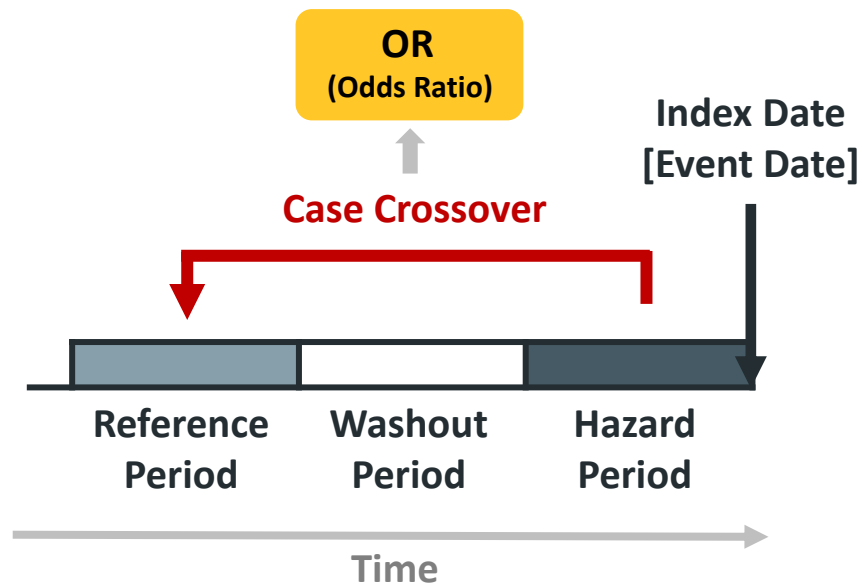 OR
(Odds Ratio)
Index Date
[Event Date]
Case Crossover
Reference
Period
Washout
Period
Hazard
Period
Time